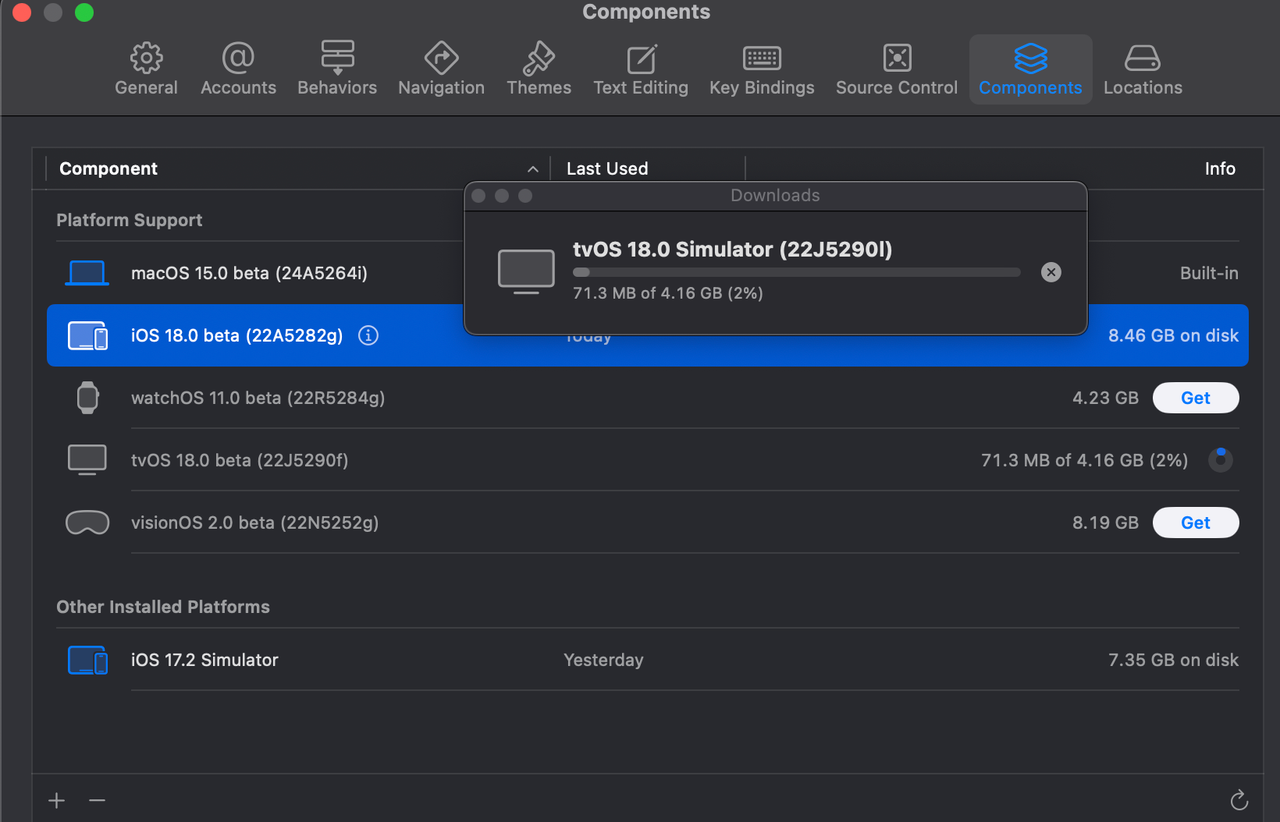 Components
General
Accounts
Behaviors
Navigation
Themes
Text Editing
Key Bindings
Source Control
Components
Locations
Component Last Used Info
Downloads
Platform Support
tvOS 18.0 Simulator (22J5290l)
71.3 MB of 4.16 GB (2%)
macOS 15.0 beta (24A5264i) Built-in
iOS 18.0 beta (22A5282g) Today 8.46 GB on disk
watchOS 11.0 beta (22R5284g) 4.23 GB Get
tvOS 18.0 beta (22J5290f) 71.3 MB of 4.16 GB (2%)
visionOS 2.0 beta (22N5252g) 8.19 GB Get
Other Installed Platforms
iOS 17.2 Simulator Yesterday 7.35 GB on disk